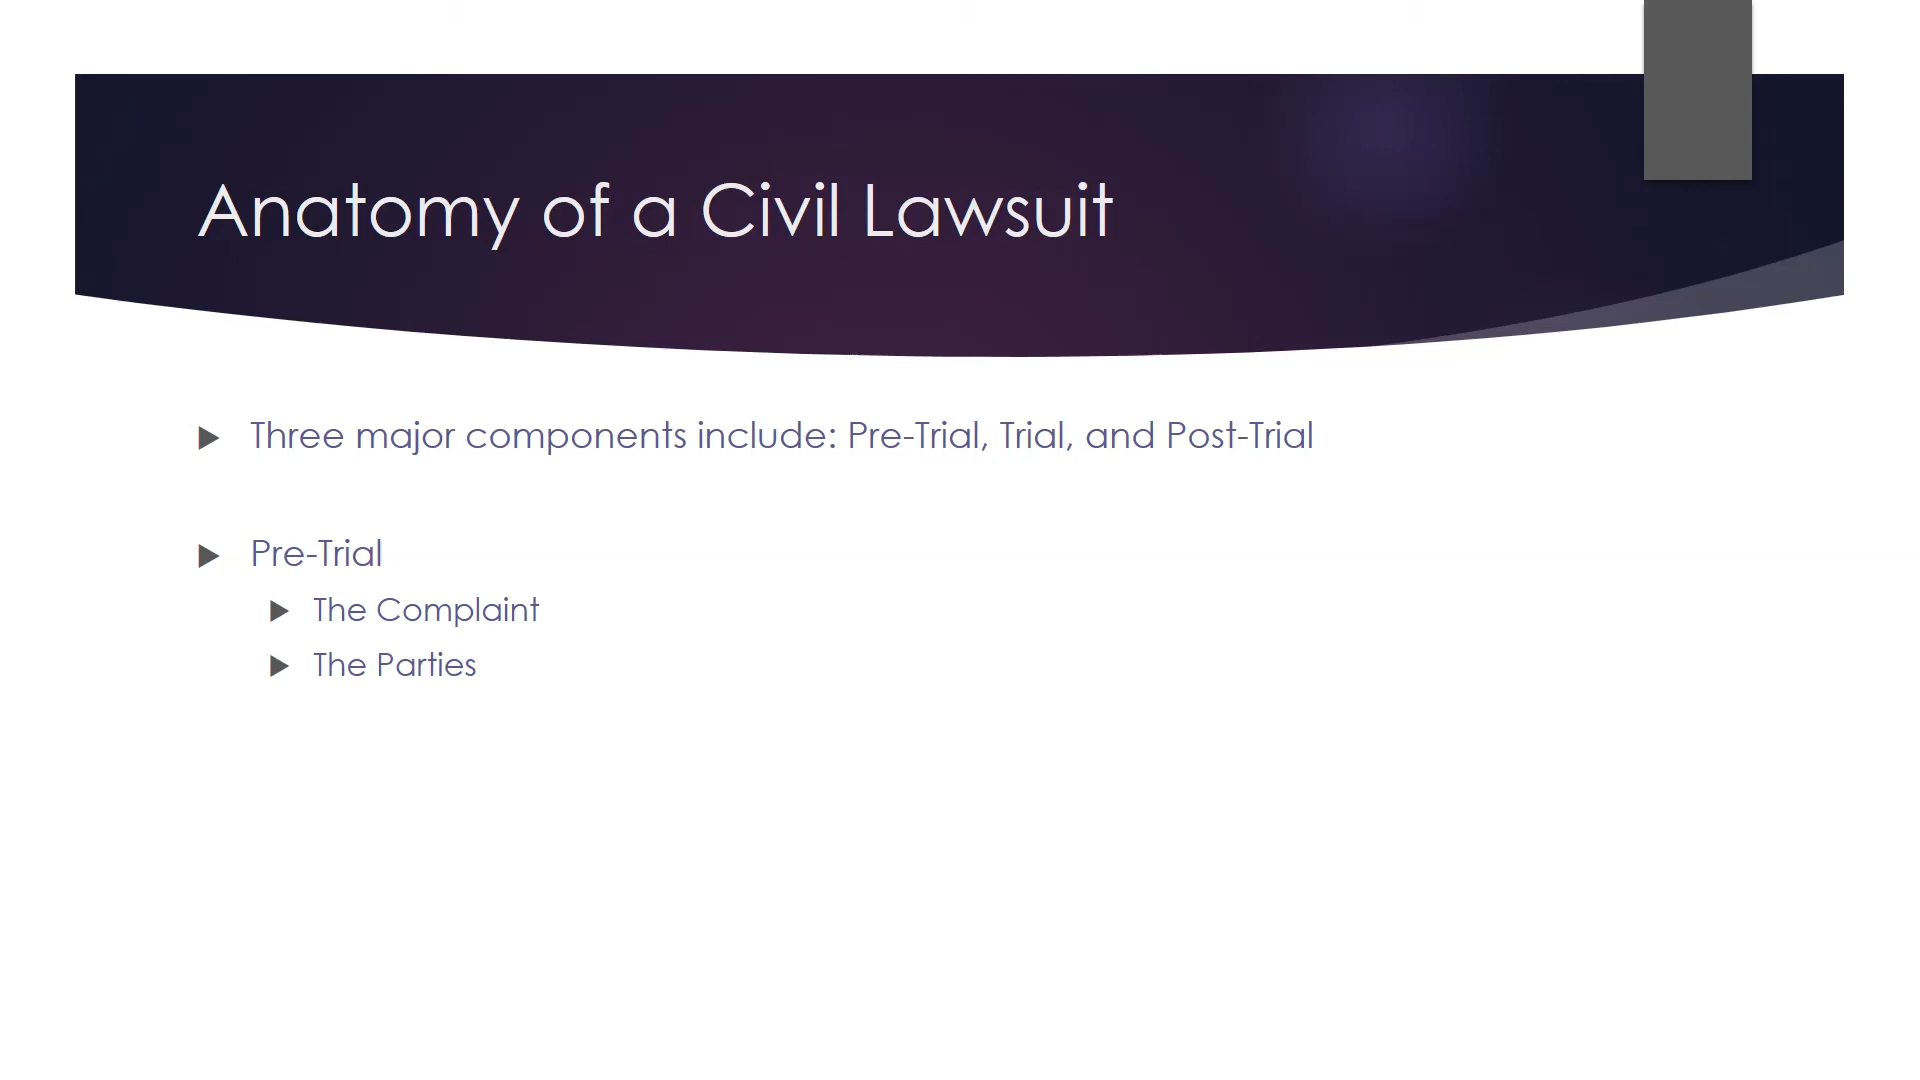 Anatomy of a Civil Lawsuit
Three major components include: Pre-Trial, Trial, and Post-Trial
Pre-Trial
The Complaint
The Parties